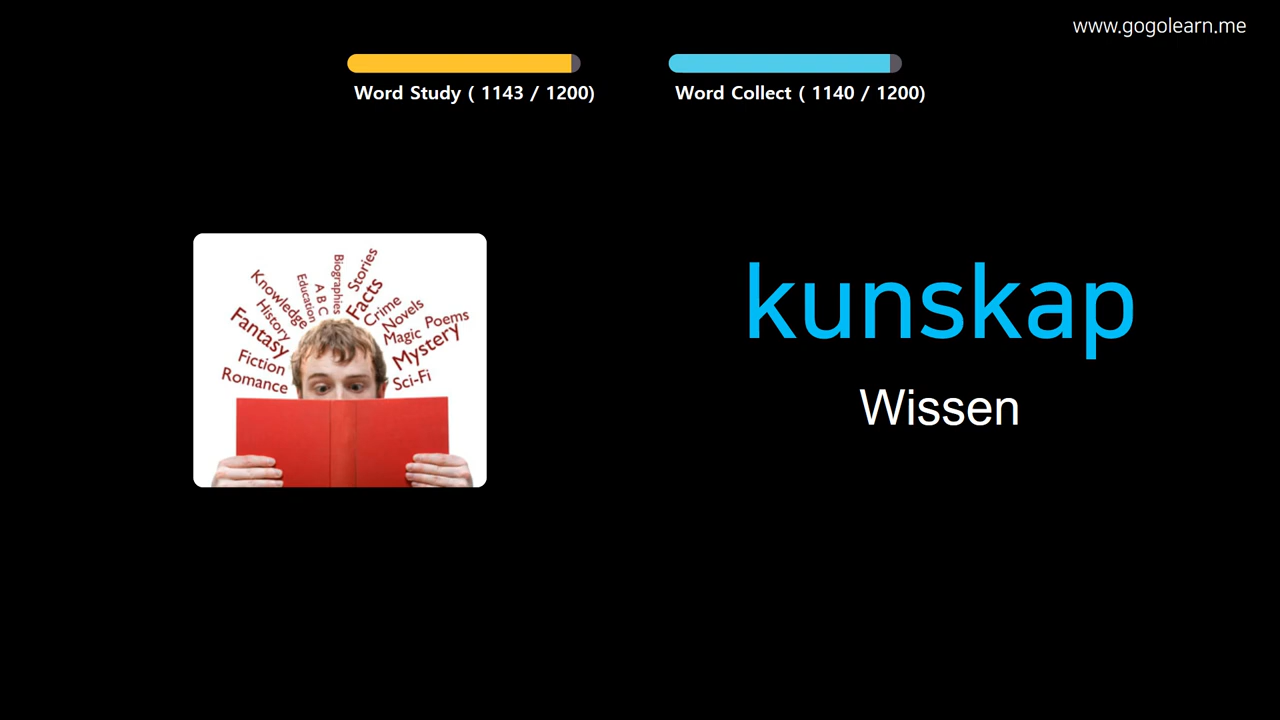 www.gogolearn.me
Word Study ( 1143 / 1200)
Word Collect ( 1140 / 1200)
Knowledge
History
Fantasy
Fiction
Romance
Education
A B C
Biographies
Stories
Facts
Crime
Novels
Magic
Poems
Mystery
Sci-Fi
kunskap
Wissen